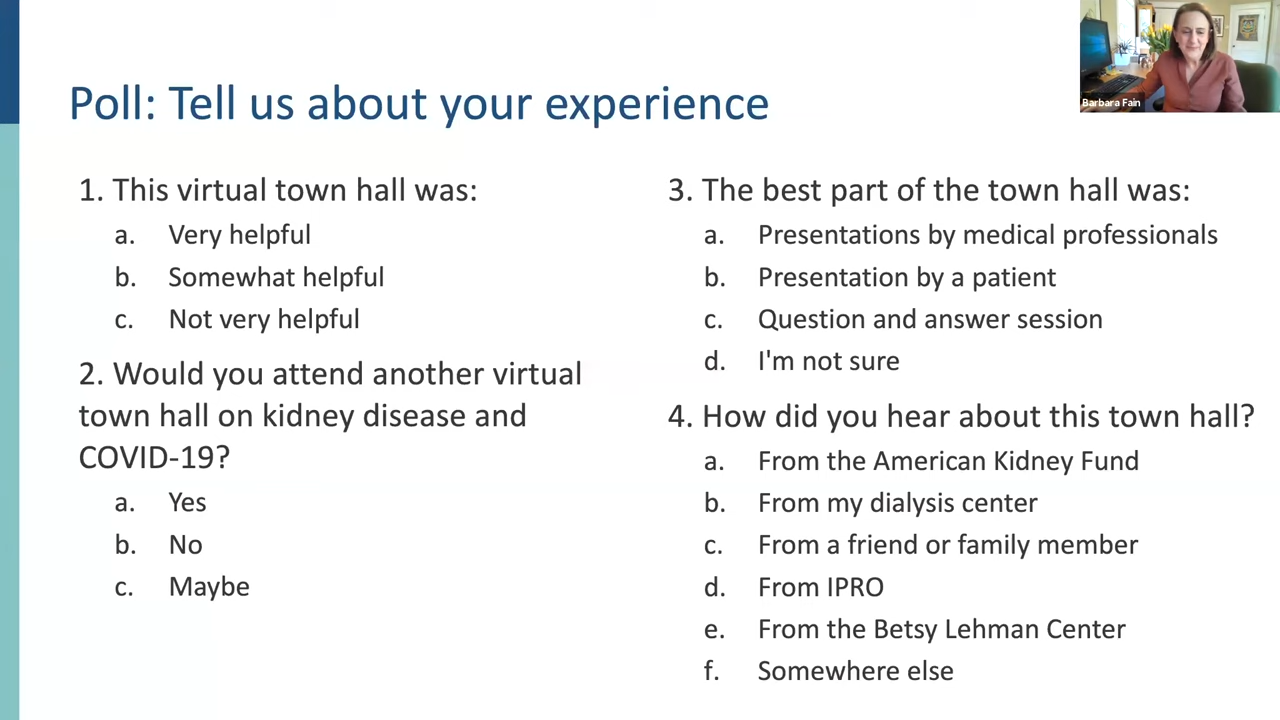 Poll: Tell us about your experience
Barbara Fain
1. This virtual town hall was:
a. Very helpful
b. Somewhat helpful
c. Not very helpful
2. Would you attend another virtual
town hall on kidney disease and
COVID-19?
a. Yes
b. No
c. Maybe
3. The best part of the town hall was:
a. Presentations by medical professionals
b. Presentation by a patient
c. Question and answer session
d. I'm not sure
4. How did you hear about this town hall?
a. From the American Kidney Fund
b. From my dialysis center
c. From a friend or family member
d. From IPRO
e. From the Betsy Lehman Center
f. Somewhere else